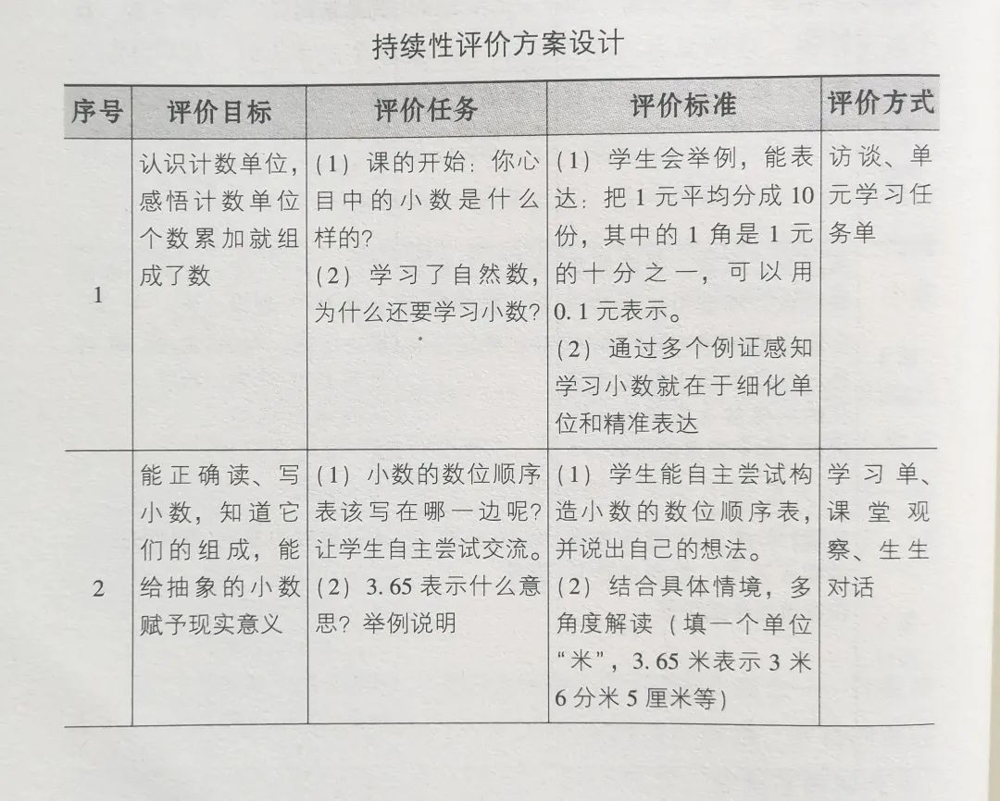 持续性评价方案设计
序号 评价目标 评价任务 评价标准 评价方式
1
认识计数单位，
感悟计数单位
个数累加就组
成了数
(1) 课的开始：你心
目中的小数是什么
样的？
(2) 学习了自然数，
为什么还要学习小数？
(1) 学生会举例，能表
达：把 1 元平均分成 10
份，其中的 1 角是 1 元
的十分之一，可以用
0.1 元表示。
(2) 通过多个例证感知
学习小数就在于细化单
位和精准表达
访谈、单
元学习任
务单
2
能正确读、写
小数，知道它
们的组成，能
给抽象的小数
赋予现实意义
(1) 小数的数位顺序
表该写在哪一边呢？
让学生自主尝试交流。
(2) 3.65 表示什么意
思？举例说明
(1) 学生能自主尝试构
造小数的数位顺序表，
并说出自己的想法。
(2) 结合具体情境，多
角度解读（填一个单位
“米”，3.65 米表示 3 米
6 分米 5 厘米等）
学习单、
课堂观
察、生生
对话